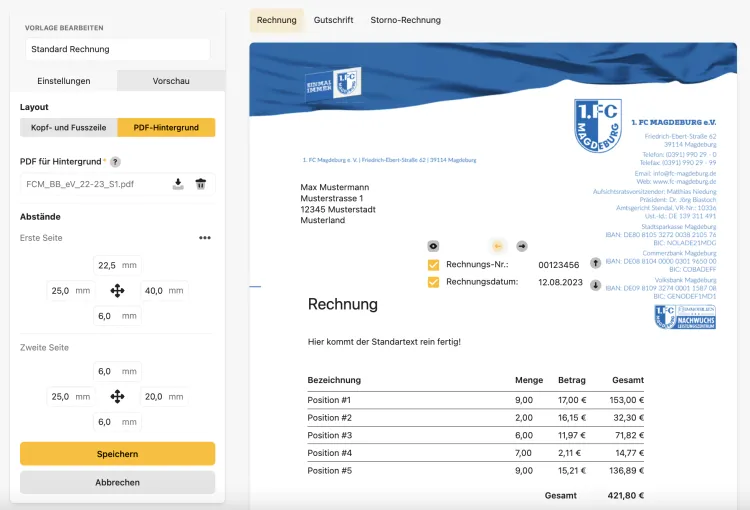 VORLAGE BEARBEITEN
Standard Rechnung
Einstellungen
Vorschau
Layout
Kopf- und Fusszeile
PDF-Hintergrund
PDF für Hintergrund* ?
FCM_BB_eV_22-23_S1.pdf
Abstände
Erste Seite
22,5 mm
25,0 mm
40,0 mm
6,0 mm
Zweite Seite
6,0 mm
25,0 mm
20,0 mm
6,0 mm
Speichern
Abbrechen
Rechnung
Gutschrift
Storno-Rechnung
EINMAL
IMMER
1.FC
1.FC
MAGDEBURG
1. FC MAGDEBURG e.V.
Friedrich-Ebert-Straße 62
39114 Magdeburg
Telefon: (0391) 990 29 - 0
Telefax: (0391) 990 29 - 99
Email: info@fc-magdeburg.de
Web: www.fc-magdeburg.de
Aufsichtsratsvorsitzender: Matthias Niedung
Präsident: Dr. Jörg Biastoch
Amtsgericht Stendal, VR-Nr.: 10336
Ust.-Id.: DE 139 311 491
Stadtsparkasse Magdeburg
IBAN: DE80 8105 3272 0038 2105 76
BIC: NOLADE21MDG
Commerzbank Magdeburg
IBAN: DE08 8104 0000 0301 9650 00
BIC: COBADEFF
Volksbank Magdeburg
IBAN: DE09 8109 3274 0001 1587 08
BIC: GENODEF1MD1
1.FC
NACHWUCHS
LEISTUNGSZENTRUM
1. FC Magdeburg e. V. | Friedrich-Ebert-Straße 62 | 39114 Magdeburg
Max Mustermann
Musterstrasse 1
12345 Musterstadt
Musterland
Rechnungs-Nr.: 00123456
Rechnungsdatum: 12.08.2023
Rechnung
Hier kommt der Standartext rein fertig!
Bezeichnung Menge Betrag Gesamt
Position #1 9,00 17,00 € 153,00 €
Position #2 2,00 16,15 € 32,30 €
Position #3 6,00 11,97 € 71,82 €
Position #4 7,00 2,11 € 14,77 €
Position #5 9,00 15,21 € 136,89 €
Gesamt 421,80 €